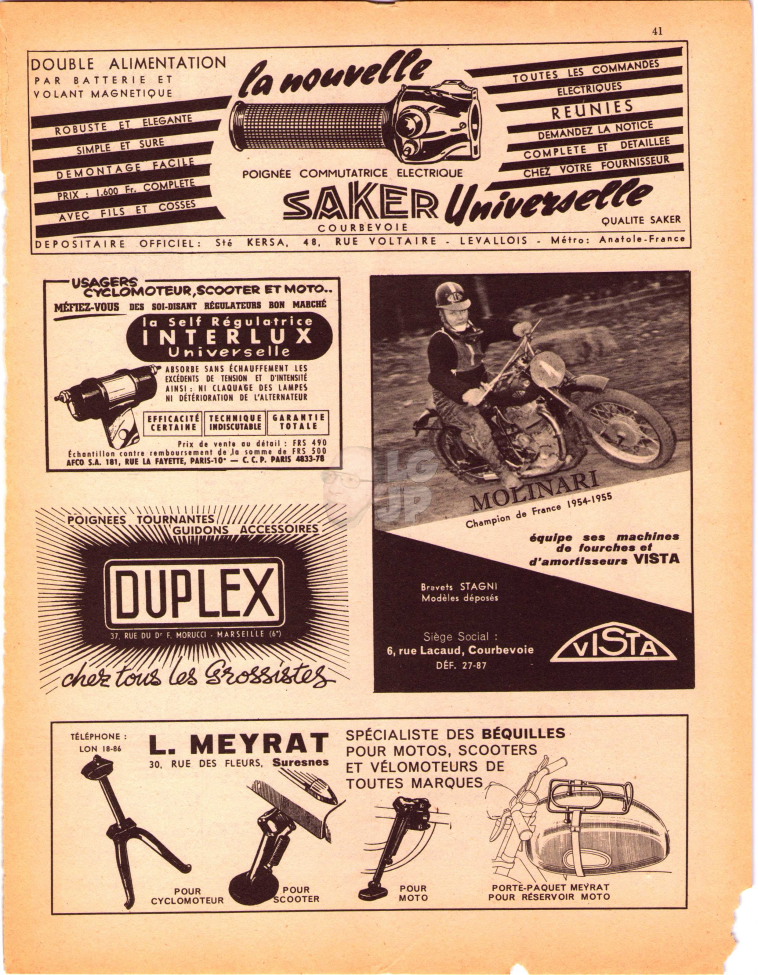 41
DOUBLE ALIMENTATION
PAR BATTERIE ET
VOLANT MAGNETIQUE
ROBUSTE ET ELEGANTE
SIMPLE ET SURE
DEMONTAGE FACILE
PRIX : 1.600 Fr. COMPLETE
AVEC FILS ET COSSES
la nouvelle
POIGNÉE COMMUTATRICE ELECTRIQUE
SAKER Universelle
COURBEVOIE
TOUTES LES COMMANDES
ELECTRIQUES
REUNIES
DEMANDEZ LA NOTICE
COMPLETE ET DETAILLEE
CHEZ VOTRE FOURNISSEUR
QUALITE SAKER
DEPOSITAIRE OFFICIEL: Sté KERSA, 48, RUE VOLTAIRE - LEVALLOIS - Métro: Anatole-France
USAGERS
CYCLOMOTEUR, SCOOTER ET MOTO..
MÉFIEZ-VOUS DES SOI-DISANT RÉGULATEURS BON MARCHÉ
la Self Régulatrice
INTERLUX
Universelle
ABSORBE SANS ÉCHAUFFEMENT LES
EXCÉDENTS DE TENSION ET D'INTENSITÉ
AINSI : NI CLAQUAGE DES LAMPES
NI DÉTÉRIORATION DE L'ALTERNATEUR
EFFICACITÉ CERTAINE
TECHNIQUE INDISCUTABLE
GARANTIE TOTALE
Prix de vente au détail : FRS 490
Échantillon contre remboursement de la somme de FRS 500
AFCO S.A. 181, RUE LA FAYETTE, PARIS-10e — C.C.P. PARIS 4833-78
MOLINARI
Champion de France 1954-1955
équipe ses machines
de fourches et
d'amortisseurs VISTA
Brevets STAGNI
Modèles déposés
Siège Social :
6, rue Lacaud, Courbevoie
DÉF. 27-87
VISTA
POIGNEES TOURNANTES
GUIDONS ACCESSOIRES
DUPLEX
37, RUE DU Dr F. MORUCCI - MARSEILLE (6e)
chez tous les Grossistes
LG
JP
TÉLÉPHONE :
LON 18-86
L. MEYRAT
30, RUE DES FLEURS, Suresnes
SPÉCIALISTE DES BÉQUILLES
POUR MOTOS, SCOOTERS
ET VÉLOMOTEURS DE
TOUTES MARQUES
POUR
CYCLOMOTEUR
POUR
SCOOTER
POUR
MOTO
PORTE-PAQUET MEYRAT
POUR RÉSERVOIR MOTO